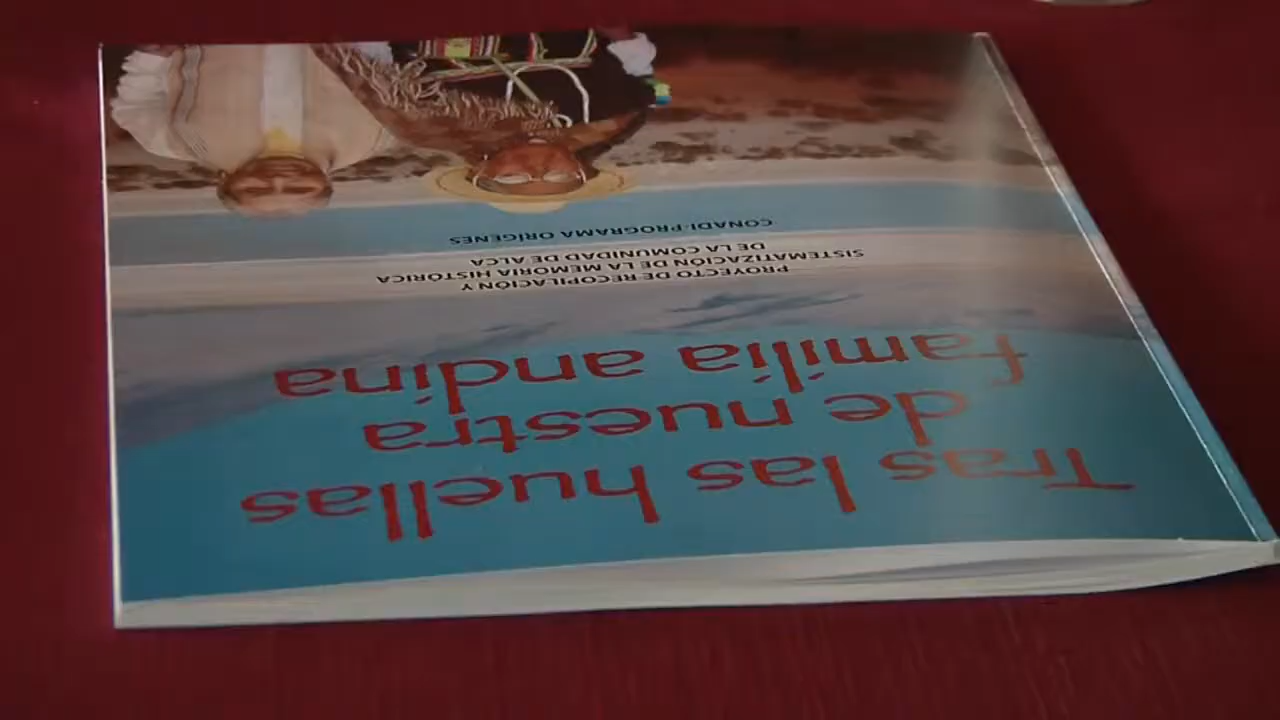 Tras las huellas
de nuestra
família andina
PROYECTO DE RECOPILACIÓN Y
SISTEMATIZACIÓN DE LA MEMORIA HISTÓRICA
DE LA COMUNIDAD DE ALCA
CONADI-PROGRAMA ORÍGENES